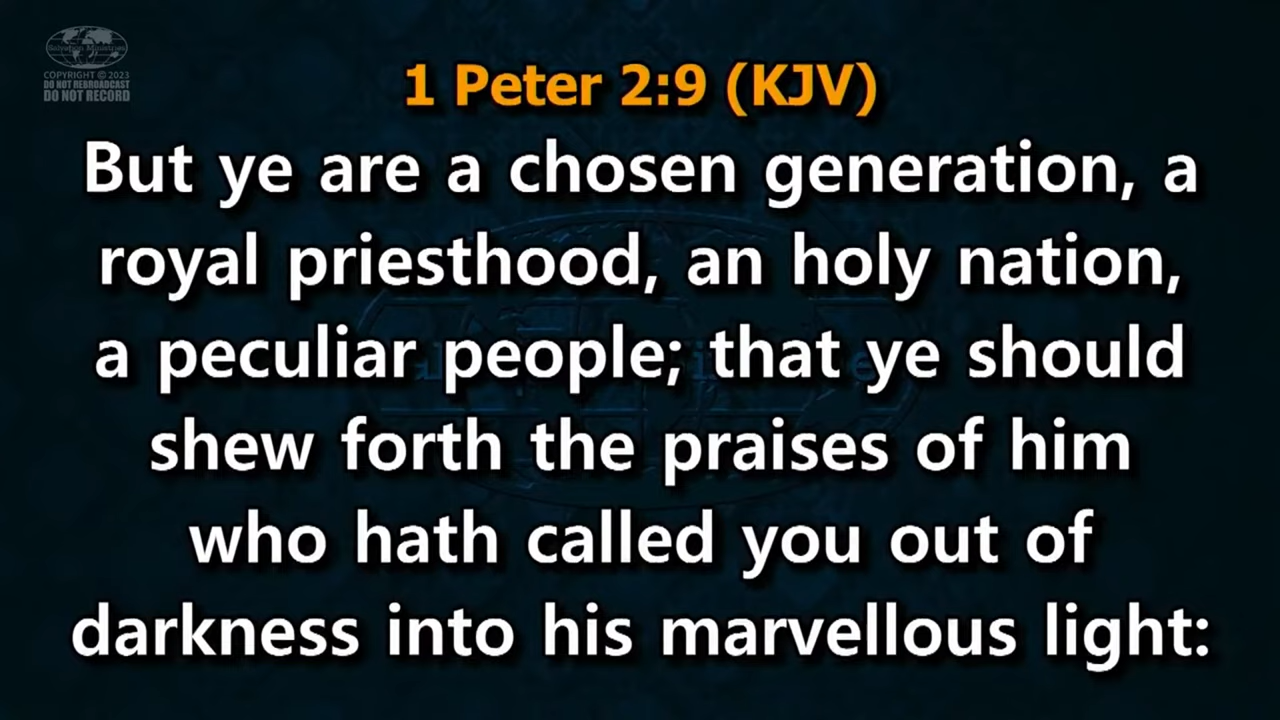 Salvation Ministries
COPYRIGHT © 2023
DO NOT REBROADCAST
DO NOT RECORD
1 Peter 2:9 (KJV)
But ye are a chosen generation, a
royal priesthood, an holy nation,
a peculiar people; that ye should
shew forth the praises of him
who hath called you out of
darkness into his marvellous light: